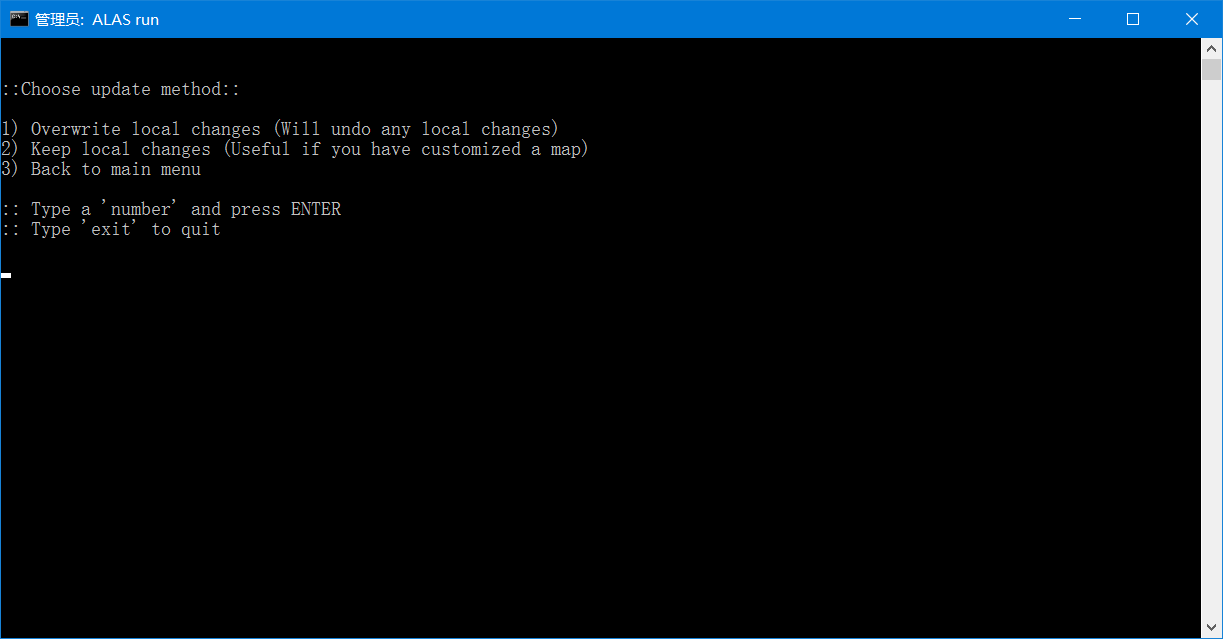 管理员: ALAS run
::Choose update method::
1) Overwrite local changes (Will undo any local changes)
2) Keep local changes (Useful if you have customized a map)
3) Back to main menu
:: Type a 'number' and press ENTER
:: Type 'exit' to quit